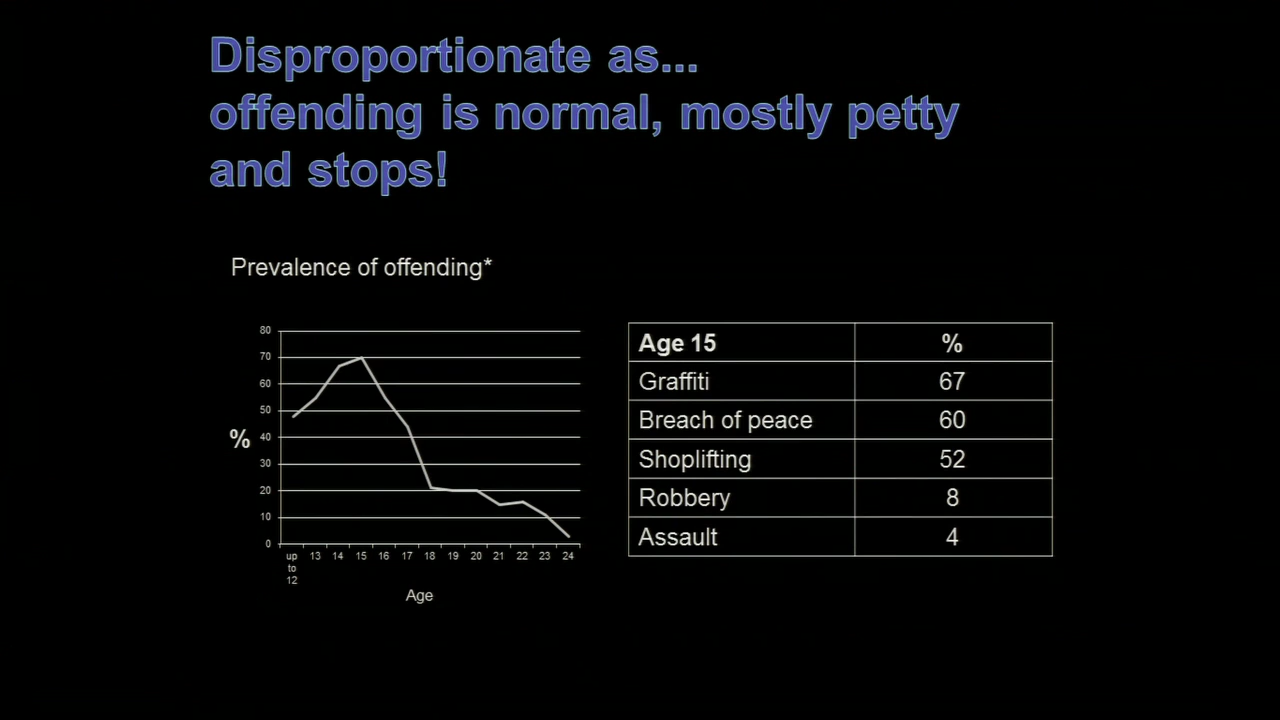 Disproportionate as...
offending is normal, mostly petty
and stops!
Prevalence of offending*
80
70
60
50
40
30
20
10
0
%
up to 12 13 14 15 16 17 18 19 20 21 22 23 24
Age
Age 15 %
Graffiti 67
Breach of peace 60
Shoplifting 52
Robbery 8
Assault 4